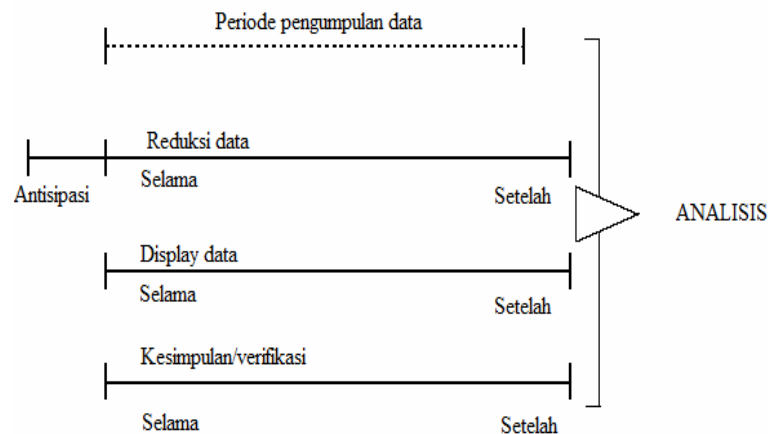 Periode pengumpulan data
Reduksi data
Antisipasi
Selama
Setelah
ANALISIS
Display data
Selama
Setelah
Kesimpulan/verifikasi
Selama
Setelah